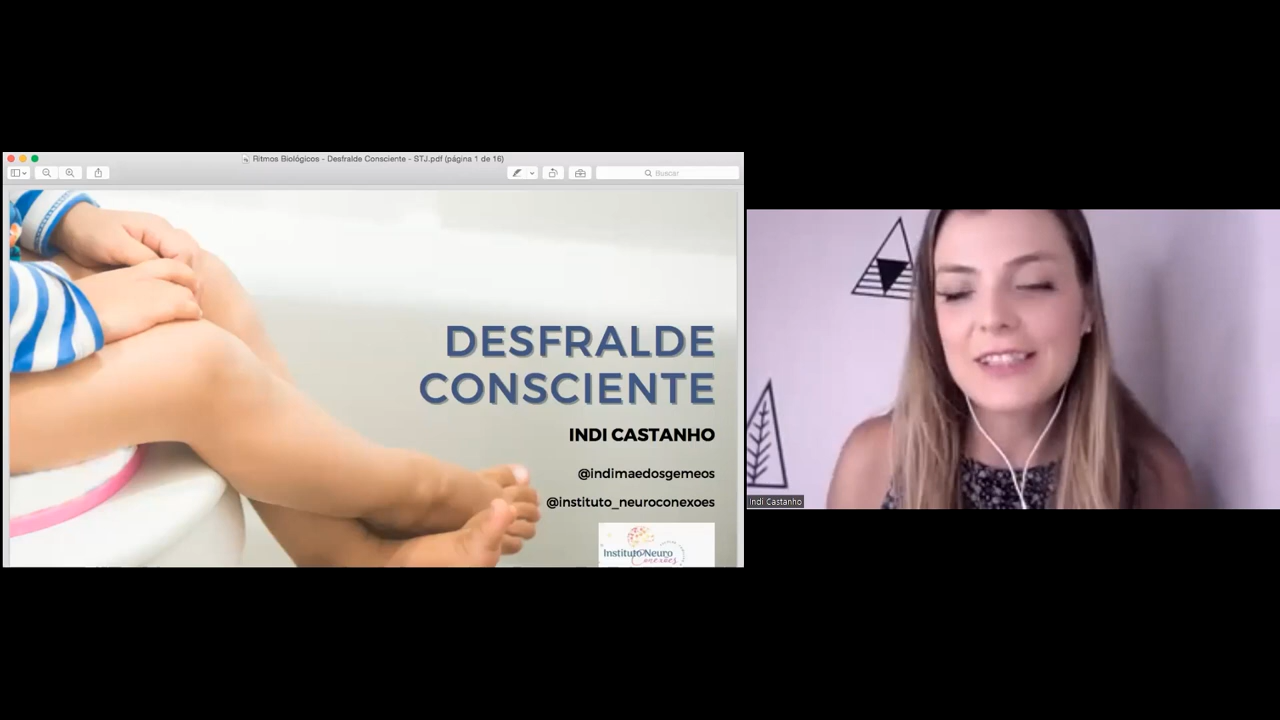 Ritmos Biológicos - Desfralde Consciente - STJ.pdf (página 1 de 16)
Buscar
DESFRALDE
CONSCIENTE
INDI CASTANHO
@indimaedosgemeos
@instituto_neuroconexoes
Instituto Neuro
Conexões
Indi Castanho